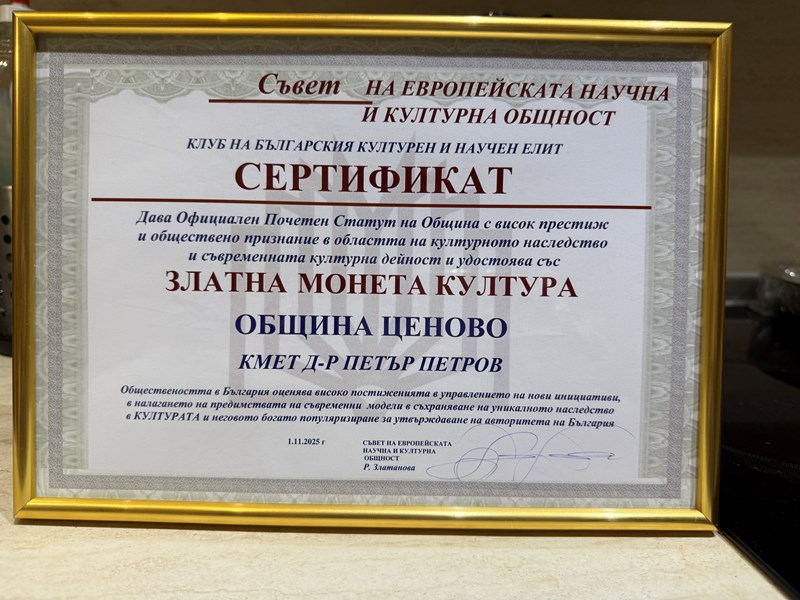 Съвет НА ЕВРОПЕЙСКАТА НАУЧНА
И КУЛТУРНА ОБЩНОСТ
КЛУБ НА БЪЛГАРСКИЯ КУЛТУРЕН И НАУЧЕН ЕЛИТ
СЕРТИФИКАТ
Дава Официален Почетен Статут на Община с висок престиж
и обществено признание в областта на културното наследство
и съвременната културна дейност и удостоява със
ЗЛАТНА МОНЕТА КУЛТУРА
ОБЩИНА ЦЕНОВО
КМЕТ Д-Р ПЕТЪР ПЕТРОВ
Обществеността в България оценява високо постиженията в управлението на нови инициативи,
в налагането на предимствата на съвременни модели в съхраняване на уникалното наследство
в КУЛТУРАТА и неговото богато популяризиране за утвърждаване на авторитета на България
1.11.2025 г
СЪВЕТ НА ЕВРОПЕЙСКАТА
НАУЧНА И КУЛТУРНА
ОБЩНОСТ
Р. Златанова